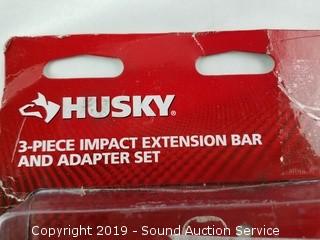 HUSKY®
3-PIECE IMPACT EXTENSION BAR
AND ADAPTER SET
Copyright 2019 - Sound Auction Service